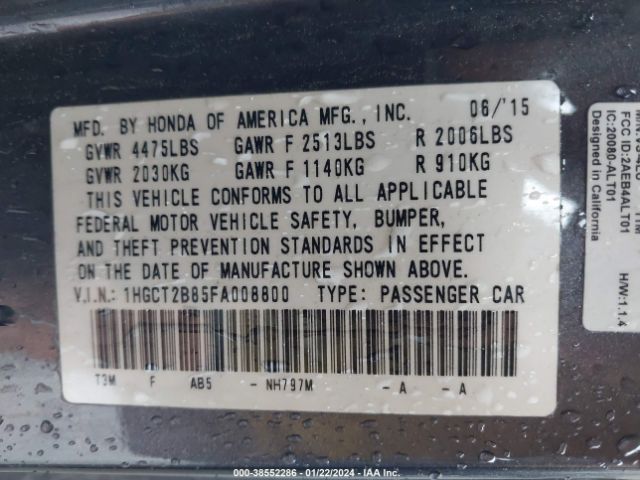 MFD. BY HONDA OF AMERICA MFG., INC. 06/'15
GVWR 4475LBS GAWR F 2513LBS R 2006LBS
GVWR 2030KG GAWR F 1140KG R 910KG
THIS VEHICLE CONFORMS TO ALL APPLICABLE
FEDERAL MOTOR VEHICLE SAFETY, BUMPER,
AND THEFT PREVENTION STANDARDS IN EFFECT
ON THE DATE OF MANUFACTURE SHOWN ABOVE.
V.I.N.: 1HGCT2B85FA008800 TYPE: PASSENGER CAR
T3M F AB5 - NH797M - A - A
FCC ID:2AEB4ALT01
IC:20080-ALT01
Designed in California
H/W:1.1.4
000-38552286 - 01/22/2024 - IAA Inc.